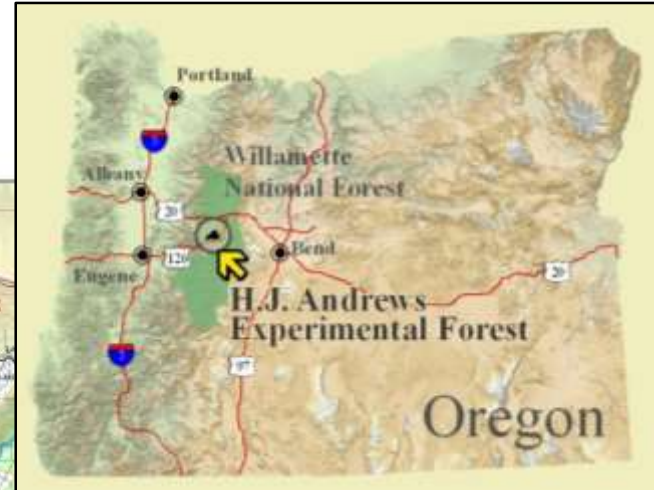 Portland
Willamette
National Forest
Albany
20
Eugene
126
Bend
20
H.J. Andrews
Experimental Forest
97
Oregon